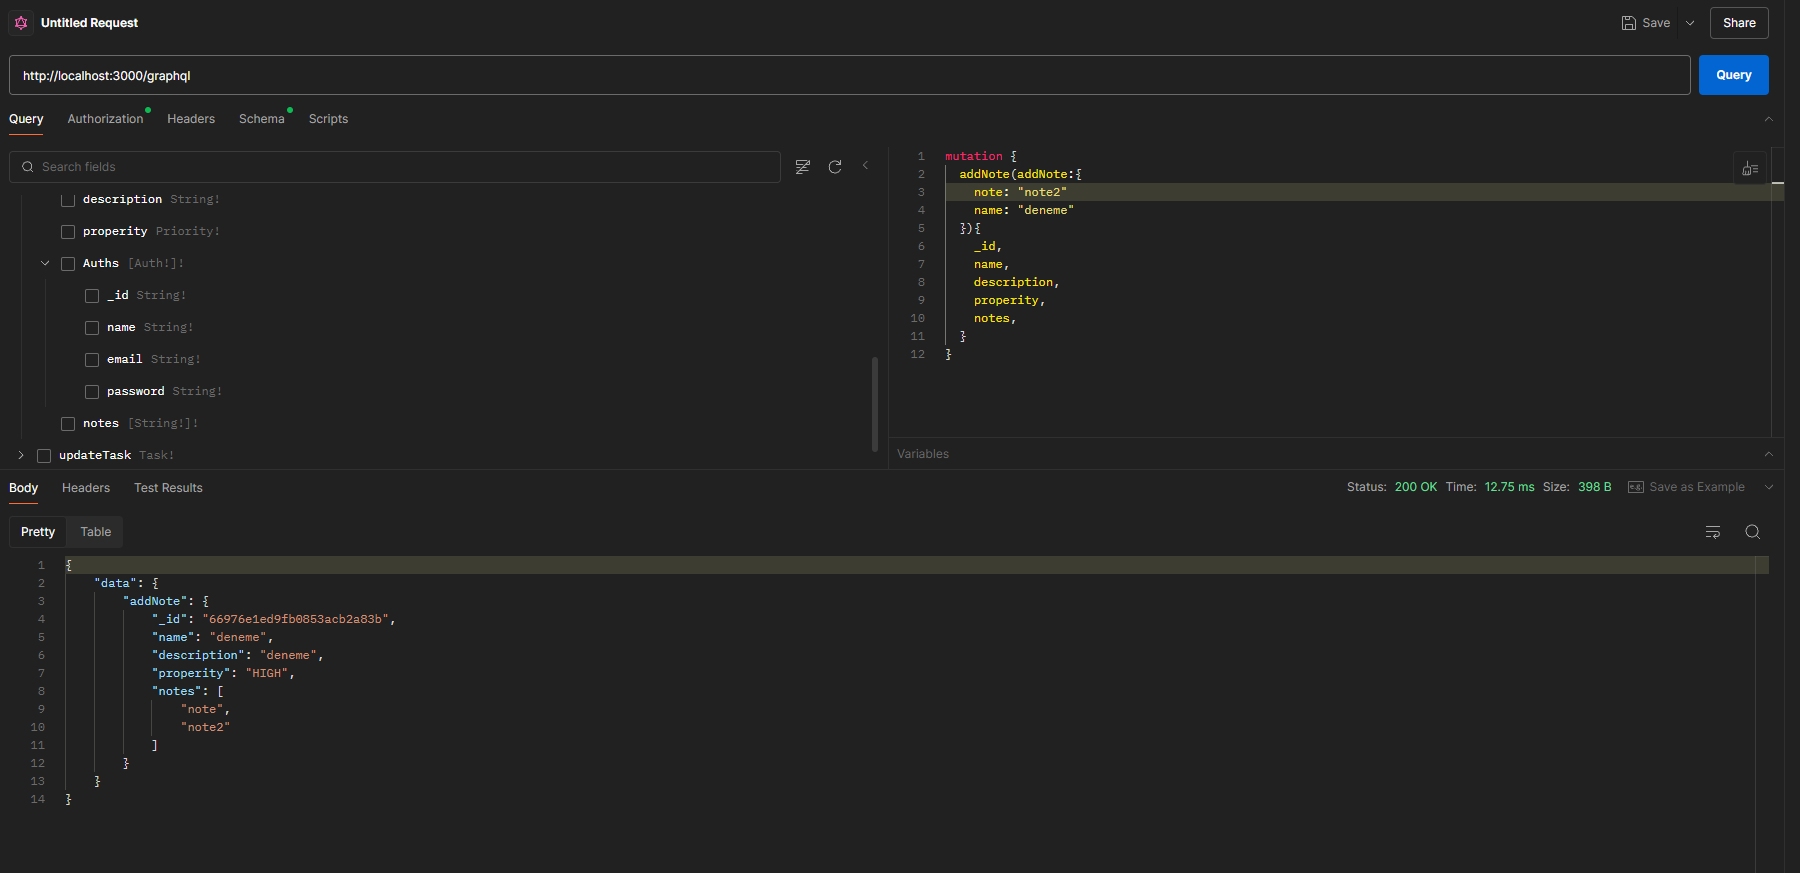 Untitled Request
Save
Share
http://localhost:3000/graphql
Query
Query Authorization Headers Schema Scripts
Search fields
description String!
properity Priority!
Auths [Auth!]!
_id String!
name String!
email String!
password String!
notes [String!]!
updateTask Task!
1 mutation {
2 addNote(addNote:{
3 note: "note2"
4 name: "deneme"
5 }){
6 _id,
7 name,
8 description,
9 properity,
10 notes,
11 }
12 }
Variables
Body Headers Test Results
Status: 200 OK Time: 12.75 ms Size: 398 B e.g. Save as Example
Pretty Table
1 {
2 "data": {
3 "addNote": {
4 "_id": "66976e1ed9fb0853acb2a83b",
5 "name": "deneme",
6 "description": "deneme",
7 "properity": "HIGH",
8 "notes": [
9 "note",
10 "note2"
11 ]
12 }
13 }
14 }